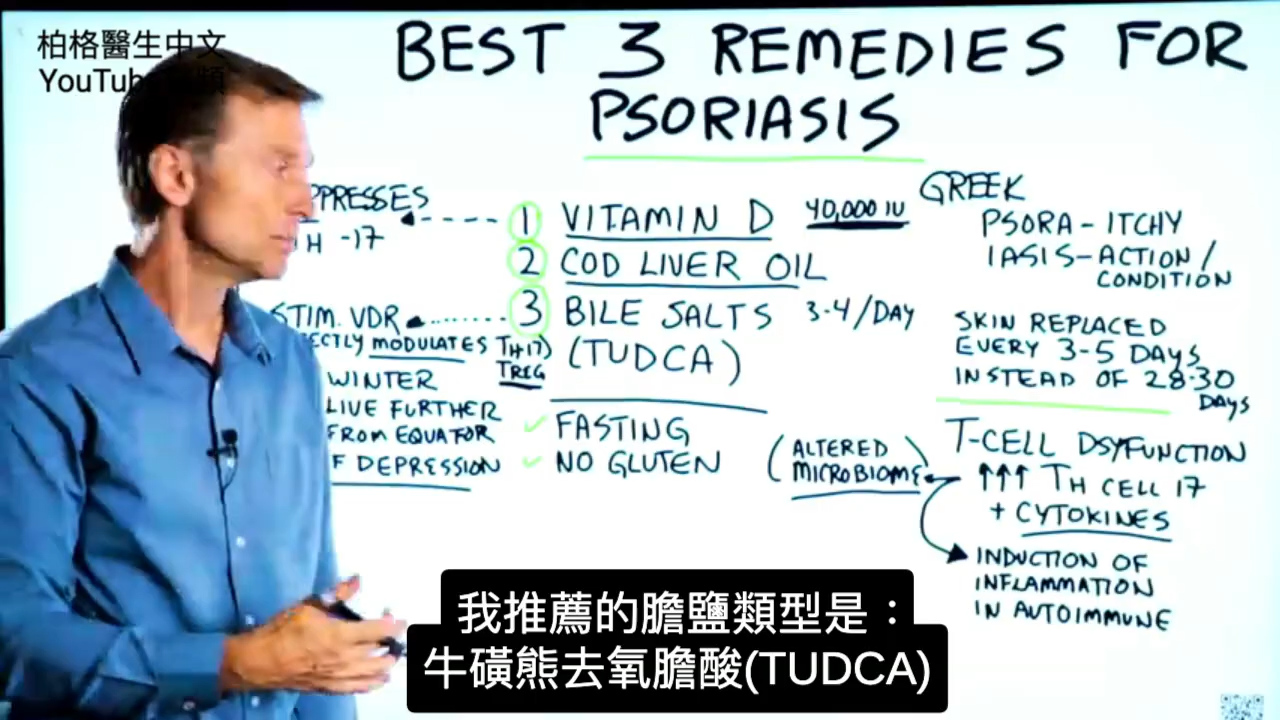 柏格醫生中文
YouTube 頻
BEST 3 REMEDIES FOR
PSORIASIS
PPRESSES
TH -17
1 VITAMIN D 40,000 IU
2 COD LIVER OIL
3 BILE SALTS 3-4/DAY
(TUDCA)
STIM. VDR
ECTLY MODULATES TH17)
TREG
WINTER
LIVE FURTHER
FROM EQUATOR
F DEPRESSION
✓ FASTING
✓ NO GLUTEN
(ALTERED
MICROBIOME)
GREEK
PSORA - ITCHY
IASIS - ACTION /
CONDITION
SKIN REPLACED
EVERY 3-5 DAYS
INSTEAD OF 28-30
DAYS
T-CELL DSYFUNCTION
↑↑↑ TH CELL 17
+ CYTOKINES
INDUCTION OF
INFLAMMATION
IN AUTOIMMUNE
我推薦的膽鹽類型是：
牛磺熊去氧膽酸(TUDCA)